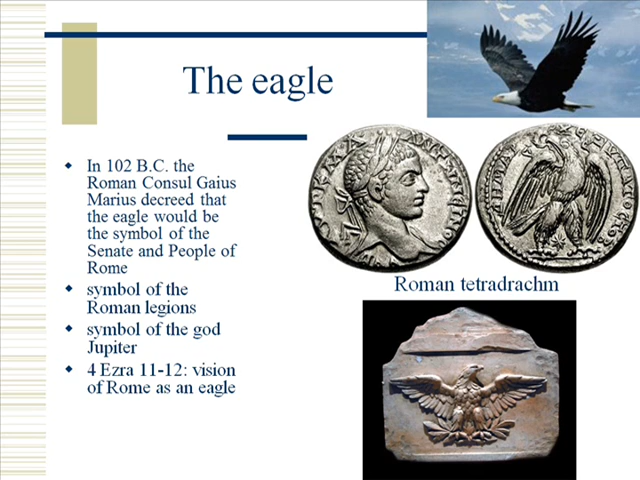 The eagle
In 102 B.C. the
Roman Consul Gaius
Marius decreed that
the eagle would be
the symbol of the
Senate and People of
Rome
symbol of the
Roman legions
symbol of the god
Jupiter
4 Ezra 11-12: vision
of Rome as an eagle
Roman tetradrachm